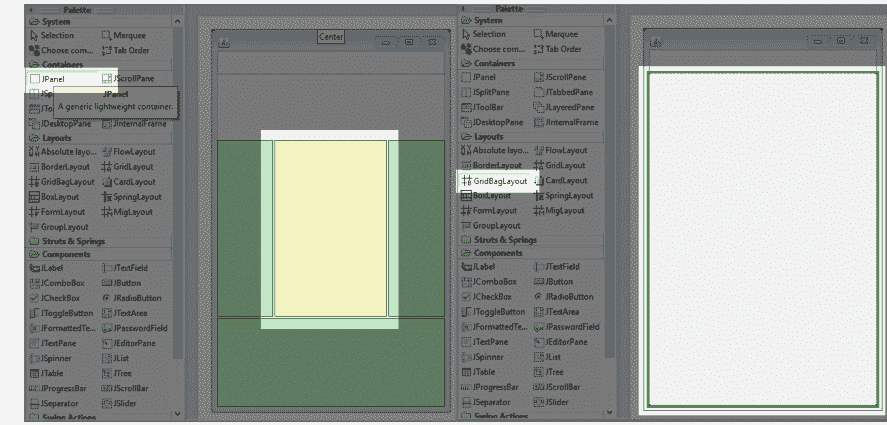 Palette
System
Selection Marquee
Choose com... Tab Order
Containers
JPanel JScrollPane
JSp JPanel
A generic lightweight container.
JTo
JDesktopPane JInternalFrame
Layouts
Absolute layo... FlowLayout
BorderLayout GridLayout
GridBagLayout CardLayout
BoxLayout SpringLayout
FormLayout MigLayout
GroupLayout
Struts & Springs
Components
JLabel JTextField
JComboBox JButton
JCheckBox JRadioButton
JToggleButton JTextArea
JFormattedTe... JPasswordField
JTextPane JEditorPane
JSpinner JList
JTable JTree
JProgressBar JScrollBar
JSeparator JSlider
Swing Actions
Center
Palette
System
Selection Marquee
Choose com... Tab Order
Containers
JPanel JScrollPane
JSplitPane JTabbedPane
JToolBar JLayeredPane
JDesktopPane JInternalFrame
Layouts
Absolute layo... FlowLayout
BorderLayout GridLayout
GridBagLayout CardLayout
BoxLayout SpringLayout
FormLayout MigLayout
GroupLayout
Struts & Springs
Components
JLabel JTextField
JComboBox JButton
JCheckBox JRadioButton
JToggleButton JTextArea
JFormattedTe... JPasswordField
JTextPane JEditorPane
JSpinner JList
JTable JTree
JProgressBar JScrollBar
JSeparator JSlider
Swing Actions